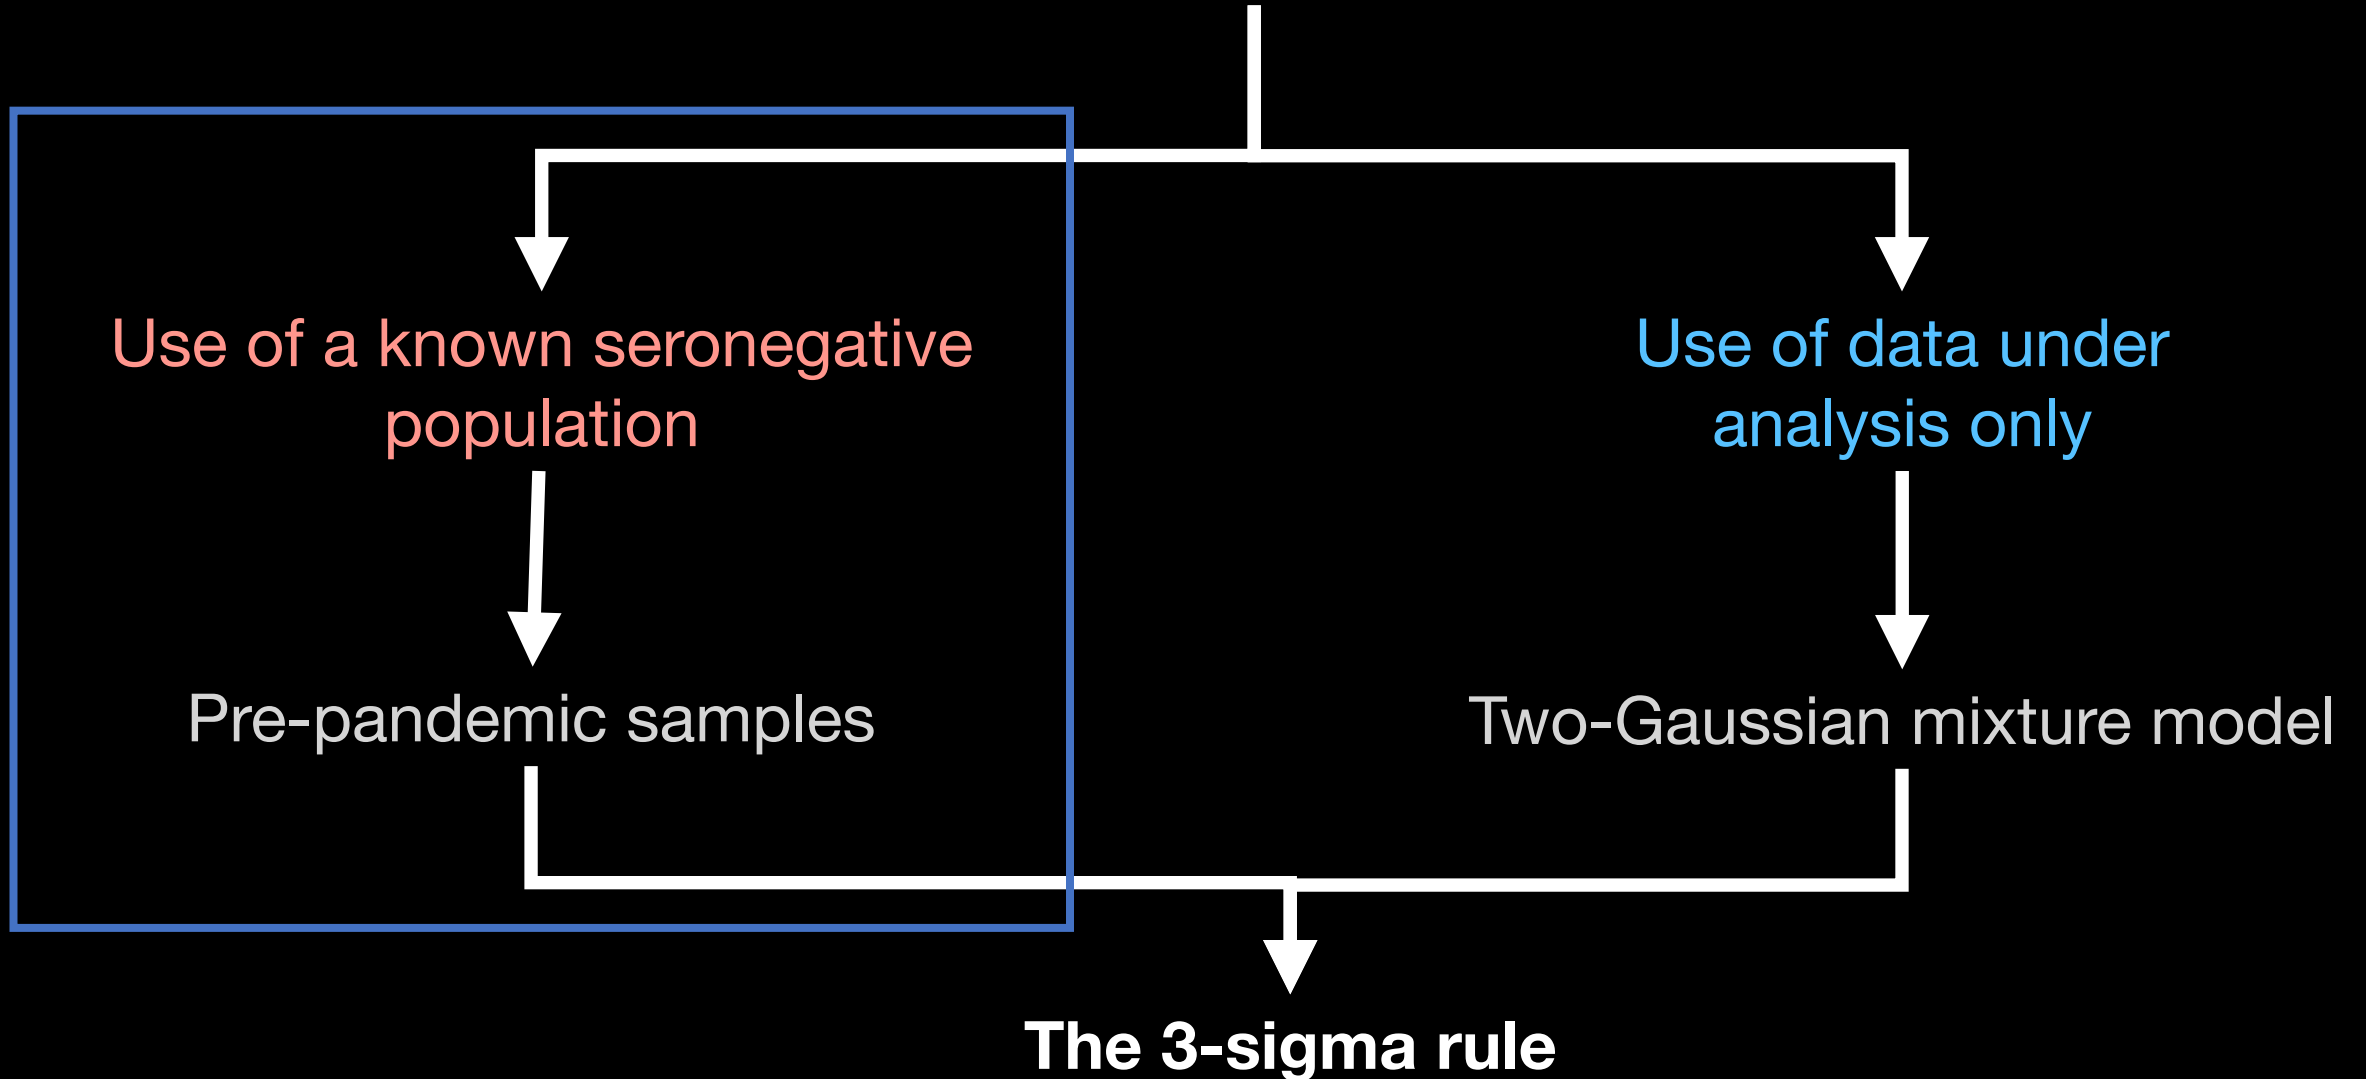 Use of a known seronegative
population
Use of data under
analysis only
Pre-pandemic samples
Two-Gaussian mixture model
The 3-sigma rule